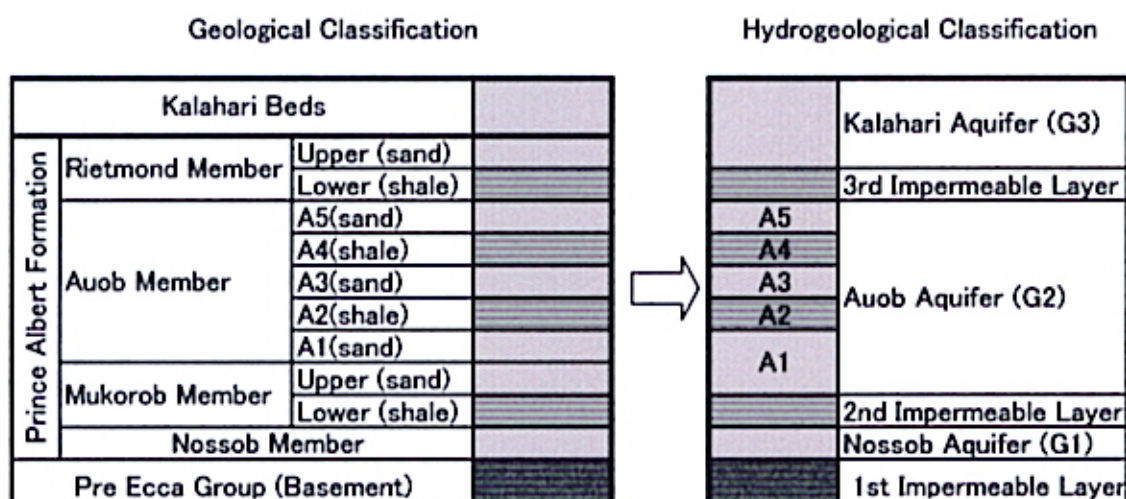 Geological Classification
Hydrogeological Classification
Kalahari Beds
Prince Albert Formation
Rietmond Member
Upper (sand)
Lower (shale)
Auob Member
A5(sand)
A4(shale)
A3(sand)
A2(shale)
A1(sand)
Mukorob Member
Upper (sand)
Lower (shale)
Nossob Member
Pre Ecca Group (Basement)
Kalahari Aquifer (G3)
3rd Impermeable Layer
A5
A4
A3
A2
A1
Auob Aquifer (G2)
2nd Impermeable Layer
Nossob Aquifer (G1)
1st Impermeable Layer